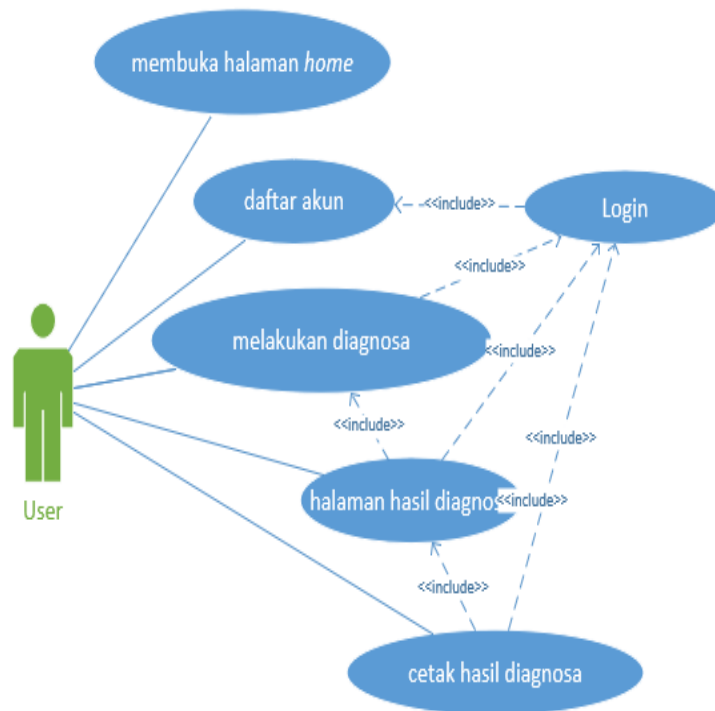 membuka halaman home
daftar akun
<<include>>
Login
<<include>>
melakukan diagnosa
<<include>>
<<include>>
<<include>>
halaman hasil diagnos
<<include>>
User
<<include>>
cetak hasil diagnosa